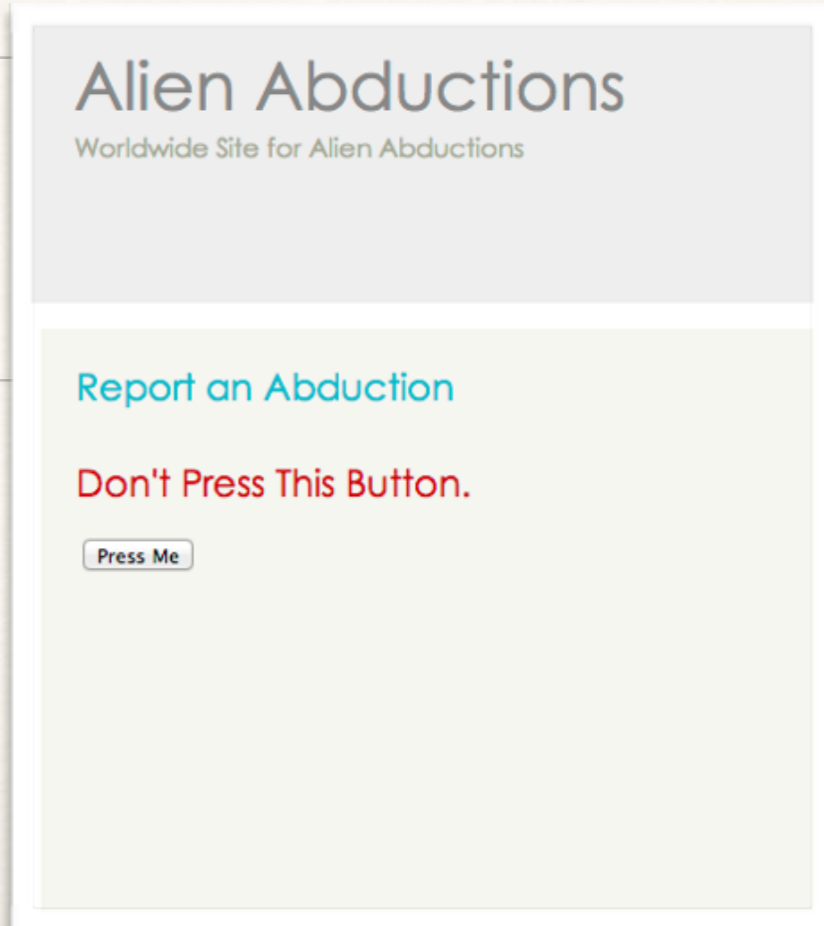 Alien Abductions
Worldwide Site for Alien Abductions
Report an Abduction
Don't Press This Button.
Press Me